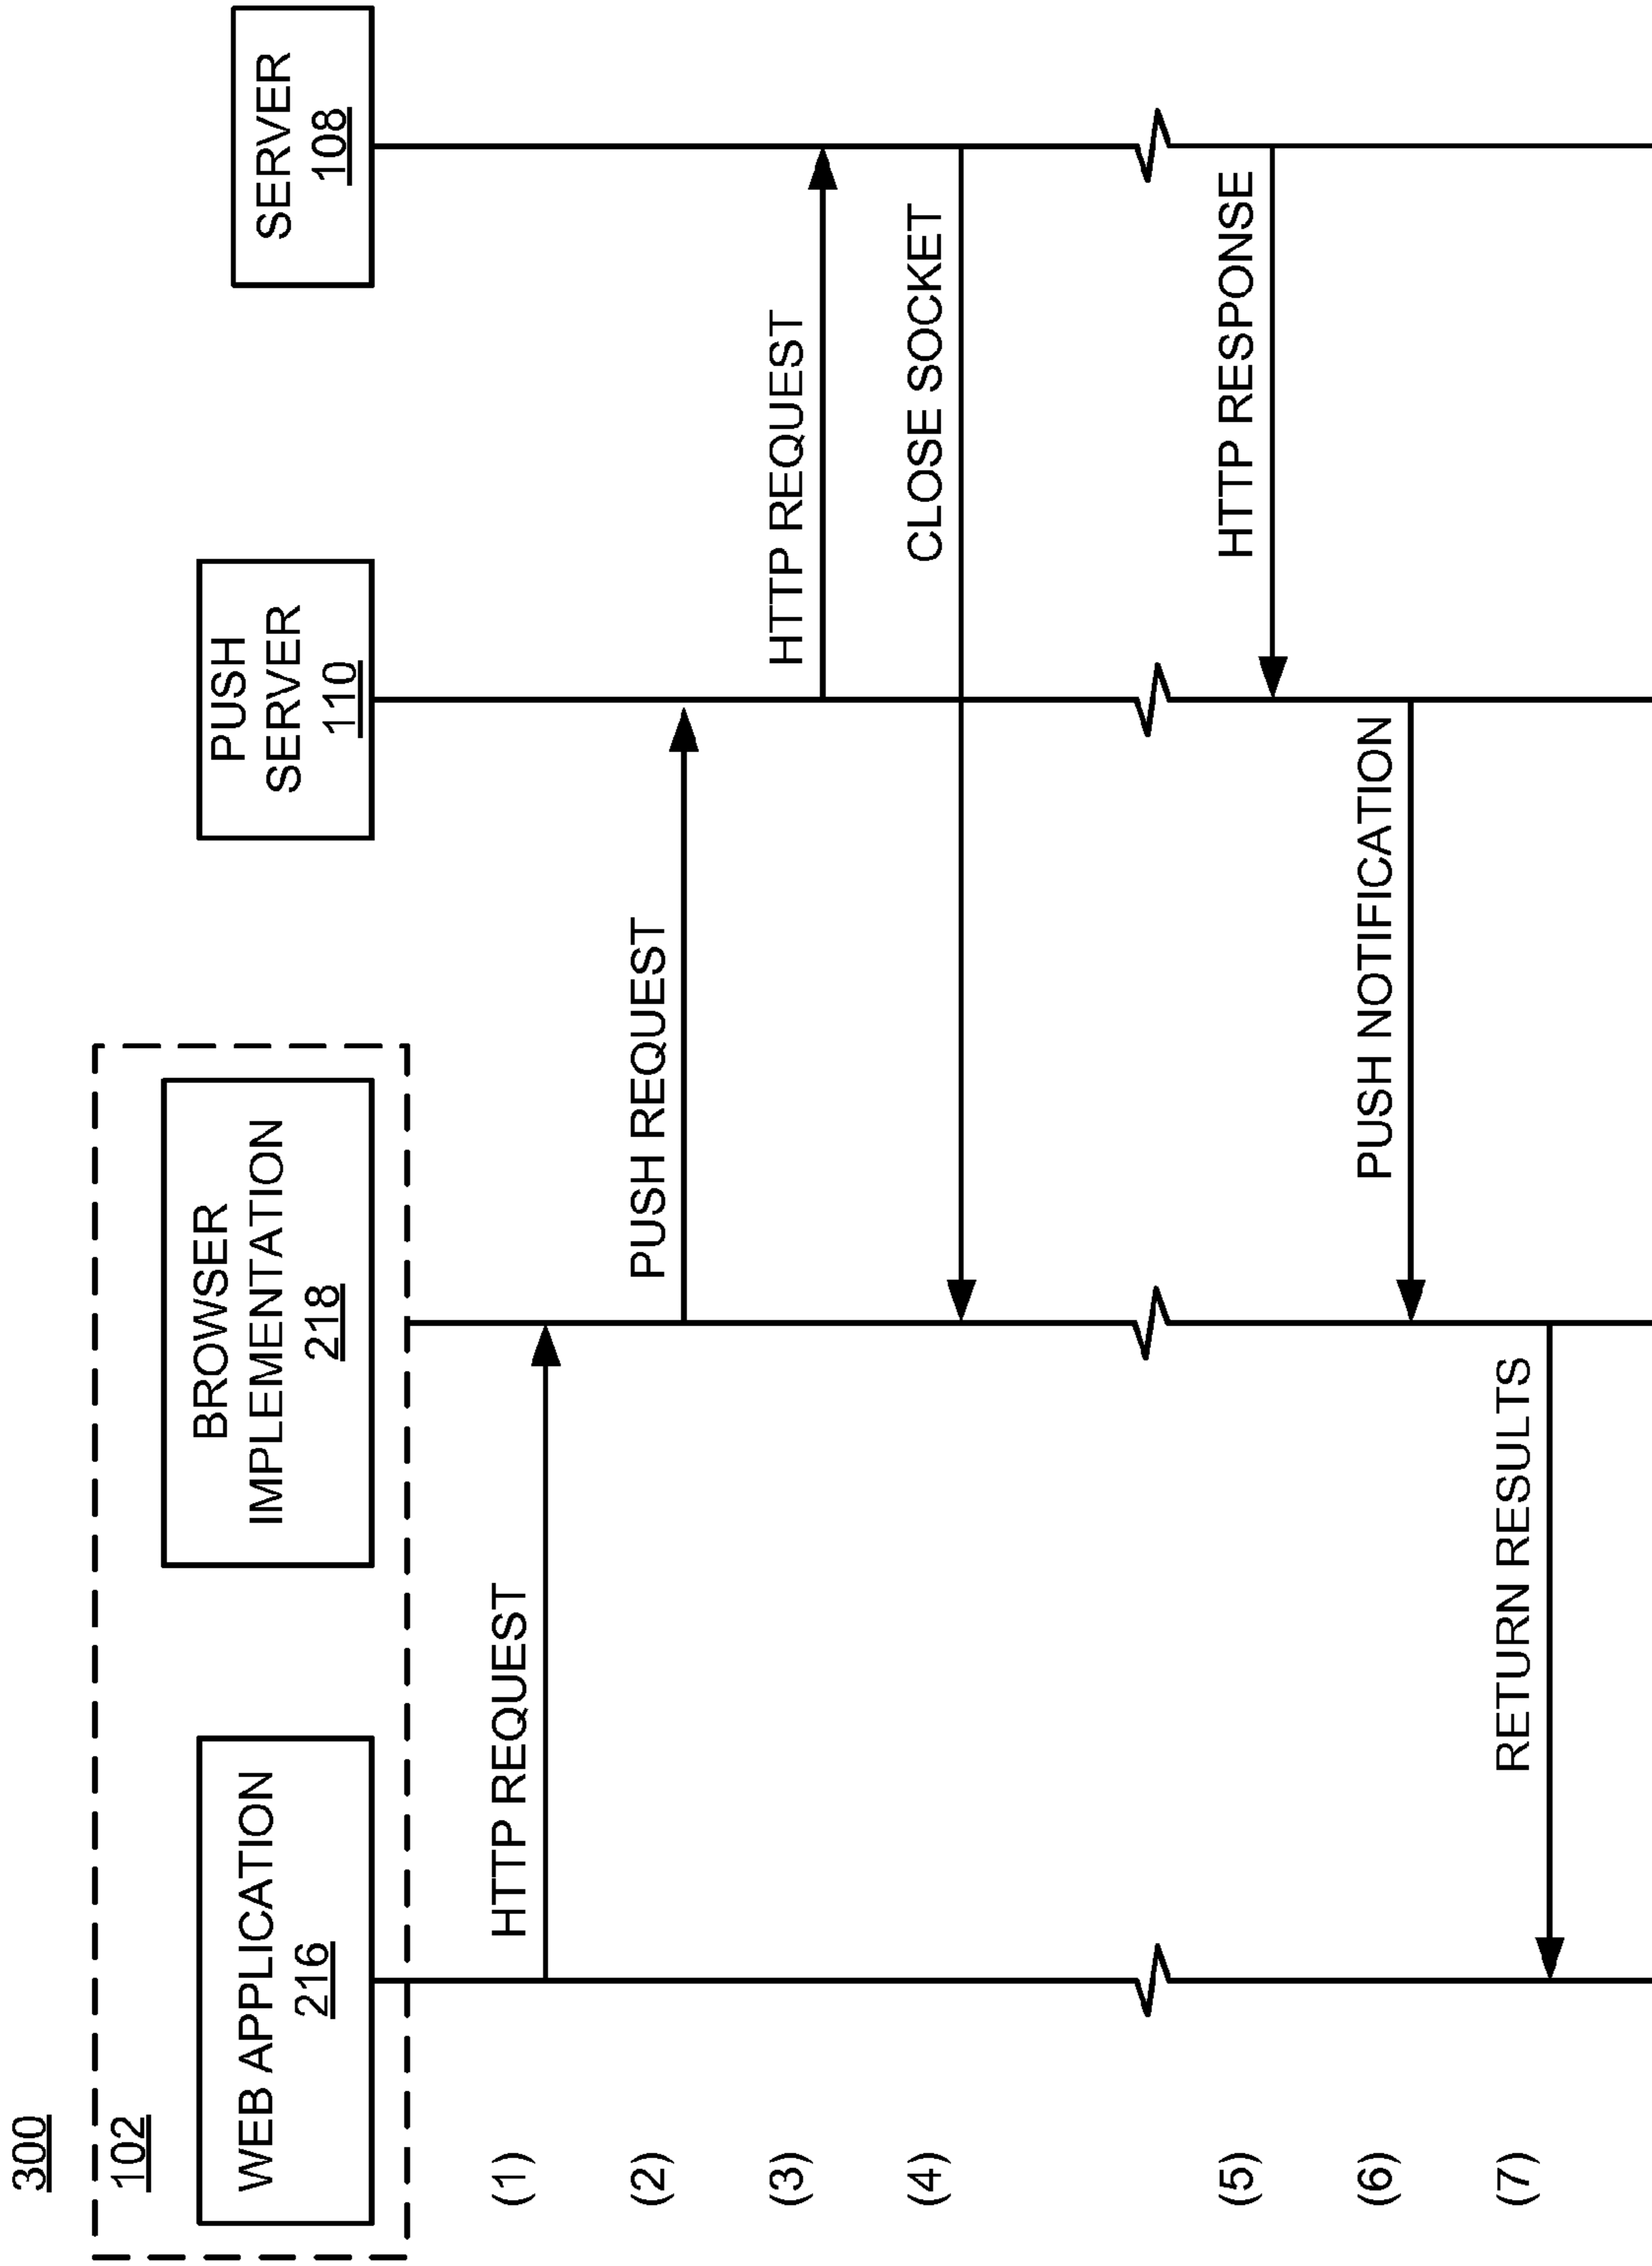 300
102
WEB APPLICATION
216
BROWSER
IMPLEMENTATION
218
PUSH
SERVER
110
SERVER
108
(1)
HTTP REQUEST
(2)
PUSH REQUEST
(3)
HTTP REQUEST
(4)
CLOSE SOCKET
(5)
HTTP RESPONSE
(6)
PUSH NOTIFICATION
(7)
RETURN RESULTS